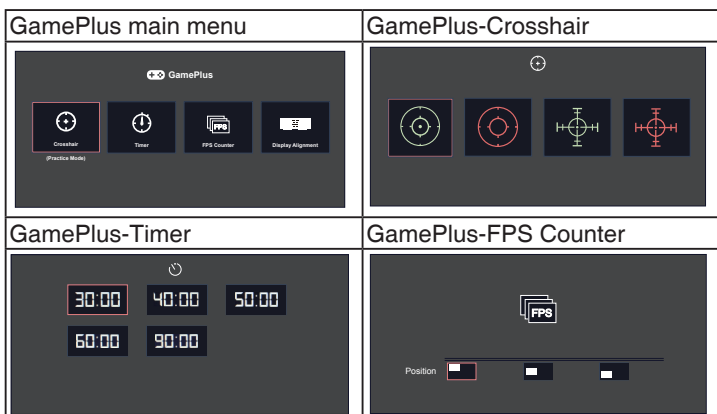 GamePlus main menu
GamePlus-Crosshair
GamePlus
Crosshair
Timer
FPS
FPS Counter
Display Alignment
(Practice Mode)
GamePlus-Timer
GamePlus-FPS Counter
30:00
40:00
50:00
60:00
90:00
FPS
Position